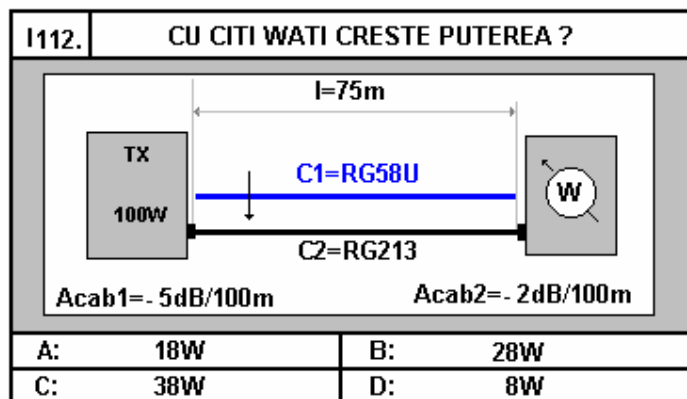 I112. CU CITI WATI CRESTE PUTEREA ?
l=75m
TX
C1=RG58U
W
100W
C2=RG213
Acab1=- 5dB/100m Acab2=- 2dB/100m
A: 18W B: 28W
C: 38W D: 8W